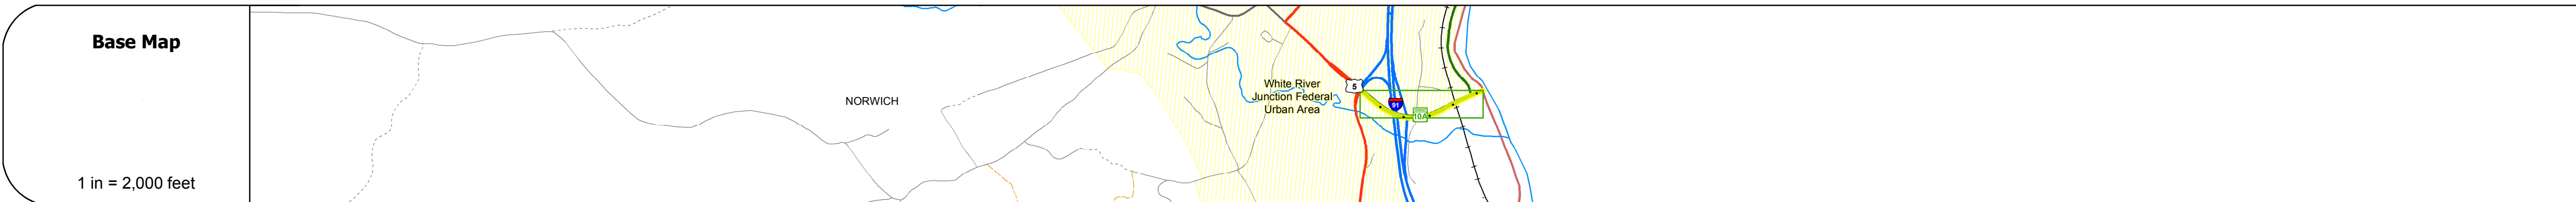 Base Map
1 in = 2,000 feet
NORWICH
White River
Junction Federal
Urban Area
5
91
10A